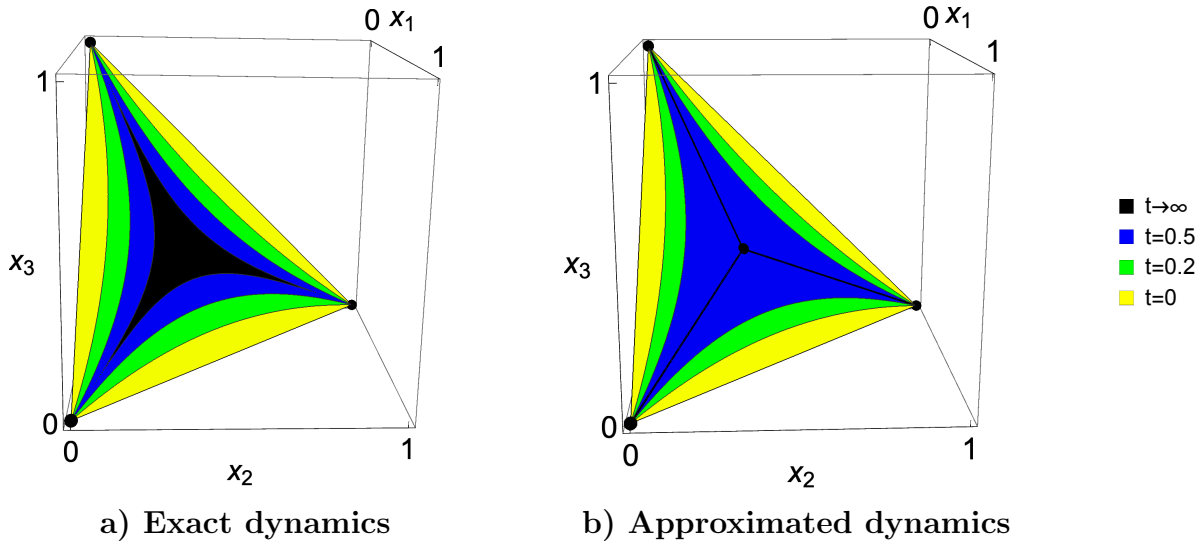 0 x₁
1
1
x₃
0
0
1
x₂
a) Exact dynamics
0 x₁
1
1
x₃
0
0
1
x₂
b) Approximated dynamics
t→∞
t=0.5
t=0.2
t=0